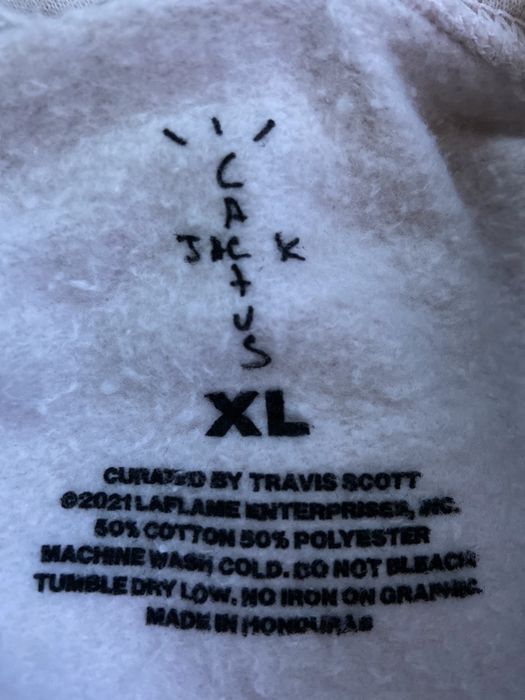 CACTUS
JACK
XL
CURATED BY TRAVIS SCOTT
©2021 LAFLAME ENTERPRISES, INC.
50% COTTON 50% POLYESTER
MACHINE WASH COLD. DO NOT BLEACH
TUMBLE DRY LOW. NO IRON ON GRAPHIC
MADE IN HONDURAS